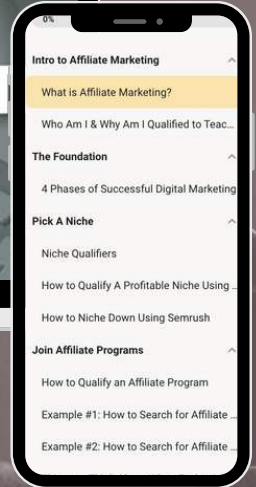 0%
Intro to Affiliate Marketing
What is Affiliate Marketing?
Who Am I & Why Am I Qualified to Teac...
The Foundation
4 Phases of Successful Digital Marketing
Pick A Niche
Niche Qualifiers
How to Qualify A Profitable Niche Using ..
How to Niche Down Using Semrush
Join Affiliate Programs
How to Qualify an Affiliate Program
Example #1: How to Search for Affiliate ...
Example #2: How to Search for Affiliate ...